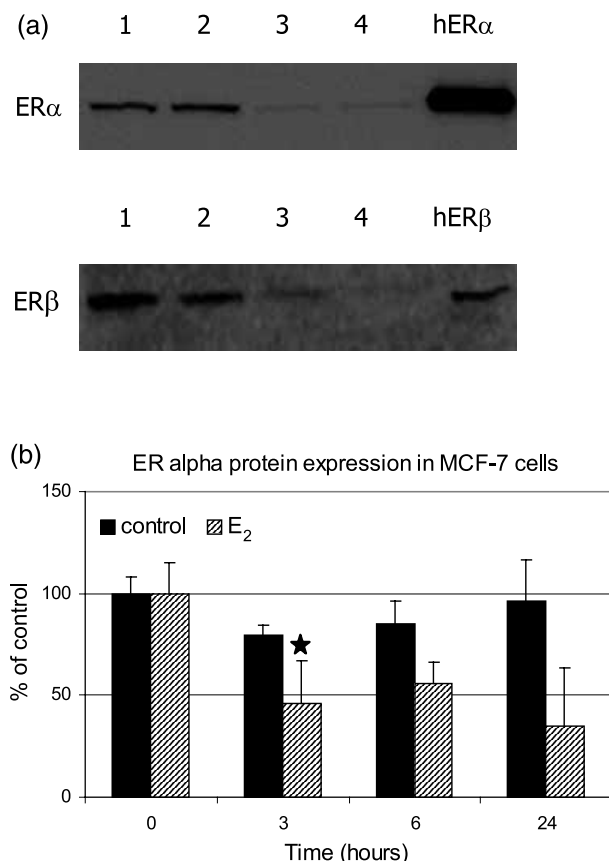 (a)
1 2 3 4 hERα
ERα
1 2 3 4 hERβ
ERβ
(b)
ER alpha protein expression in MCF-7 cells
150
control E₂
100
50
0
% of control
0 3 6 24
Time (hours)